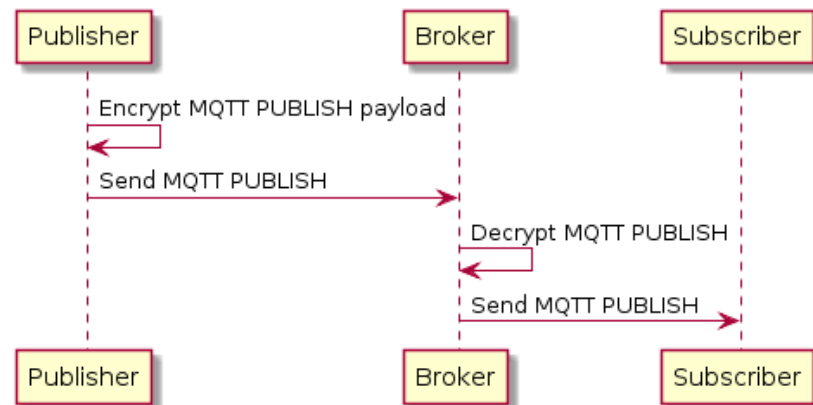 Publisher
Broker
Subscriber
Encrypt MQTT PUBLISH payload
Send MQTT PUBLISH
Decrypt MQTT PUBLISH
Send MQTT PUBLISH
Publisher
Broker
Subscriber